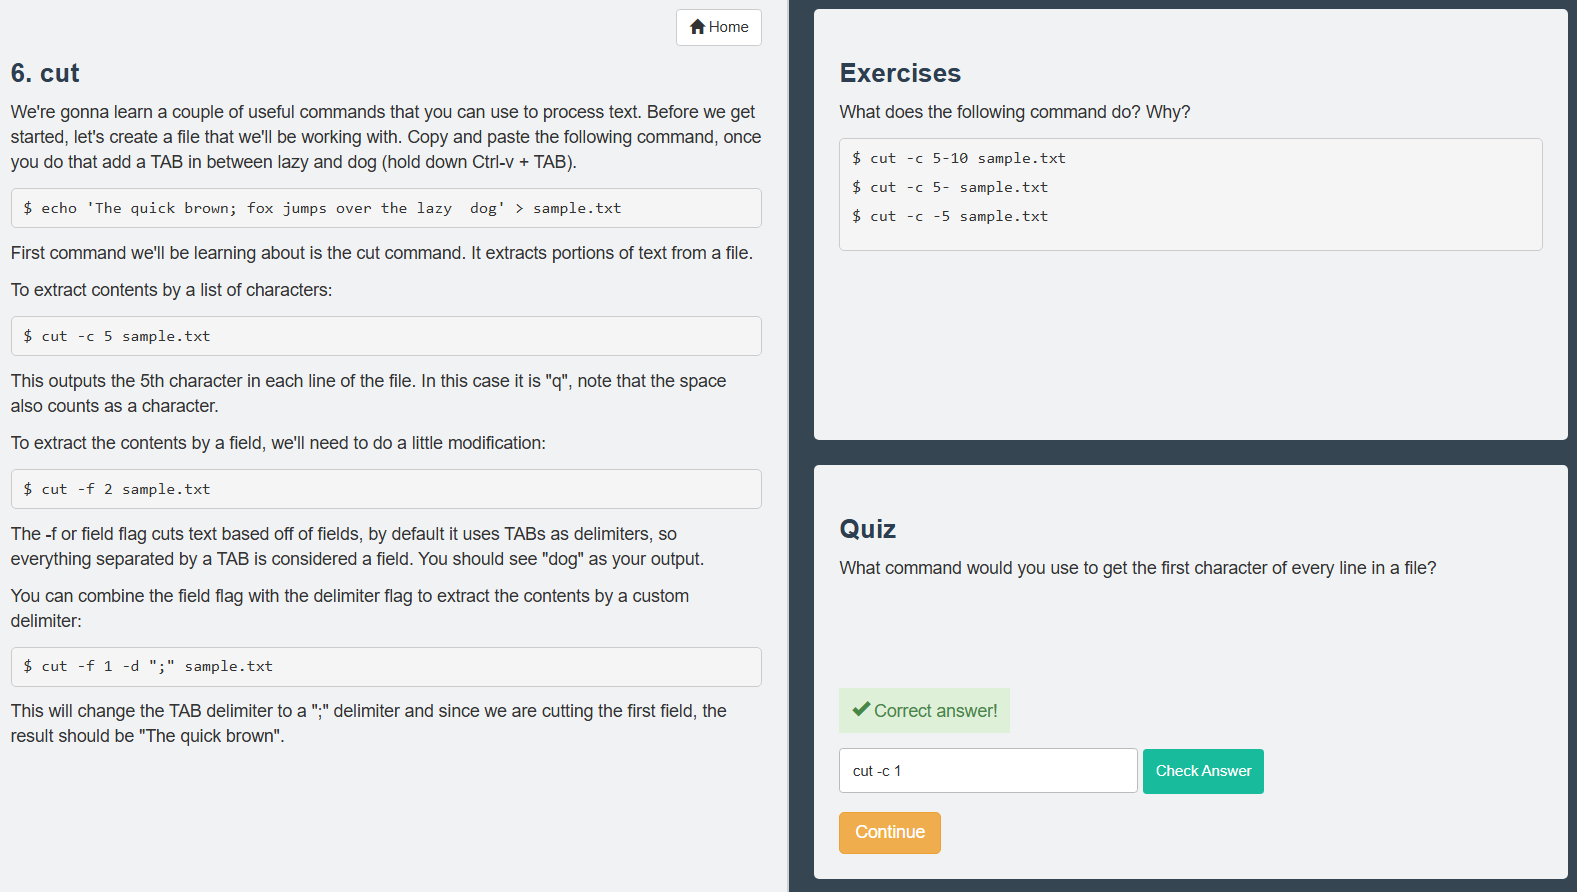 Home
6. cut
We're gonna learn a couple of useful commands that you can use to process text. Before we get
started, let's create a file that we'll be working with. Copy and paste the following command, once
you do that add a TAB in between lazy and dog (hold down Ctrl-v + TAB).
$ echo 'The quick brown; fox jumps over the lazy  dog' > sample.txt
First command we'll be learning about is the cut command. It extracts portions of text from a file.
To extract contents by a list of characters:
$ cut -c 5 sample.txt
This outputs the 5th character in each line of the file. In this case it is "q", note that the space
also counts as a character.
To extract the contents by a field, we'll need to do a little modification:
$ cut -f 2 sample.txt
The -f or field flag cuts text based off of fields, by default it uses TABs as delimiters, so
everything separated by a TAB is considered a field. You should see "dog" as your output.
You can combine the field flag with the delimiter flag to extract the contents by a custom
delimiter:
$ cut -f 1 -d ";" sample.txt
This will change the TAB delimiter to a ";" delimiter and since we are cutting the first field, the
result should be "The quick brown".
Exercises
What does the following command do? Why?
$ cut -c 5-10 sample.txt
$ cut -c 5- sample.txt
$ cut -c -5 sample.txt
Quiz
What command would you use to get the first character of every line in a file?
Correct answer!
cut -c 1
Check Answer
Continue